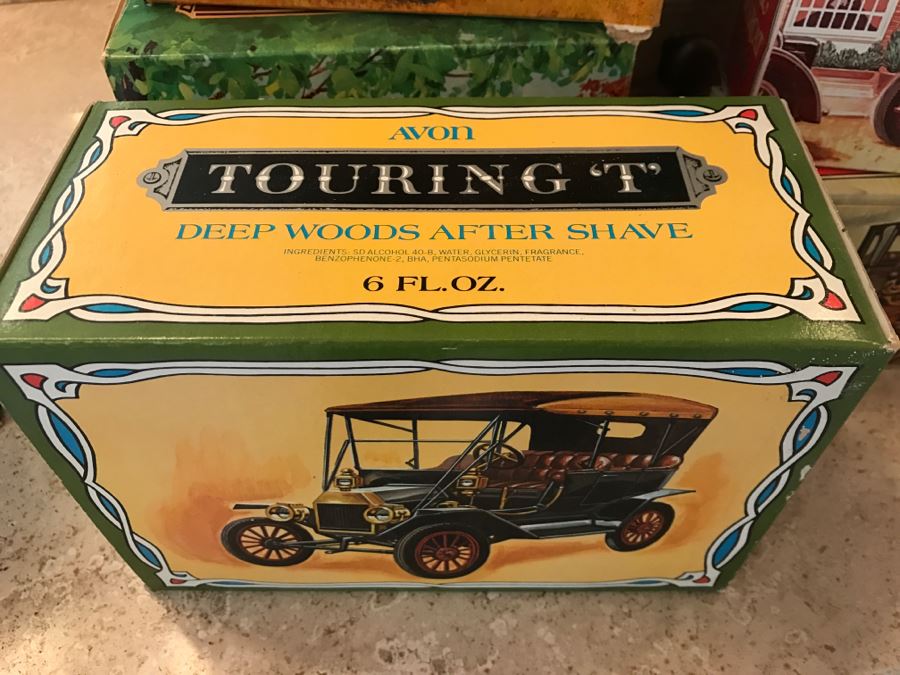 AVON
TOURING 'T'
DEEP WOODS AFTER SHAVE
INGREDIENTS: SD ALCOHOL 40-B, WATER, GLYCERIN, FRAGRANCE,
BENZOPHENONE-2, BHA, PENTASODIUM PENTETATE
6 FL.OZ.